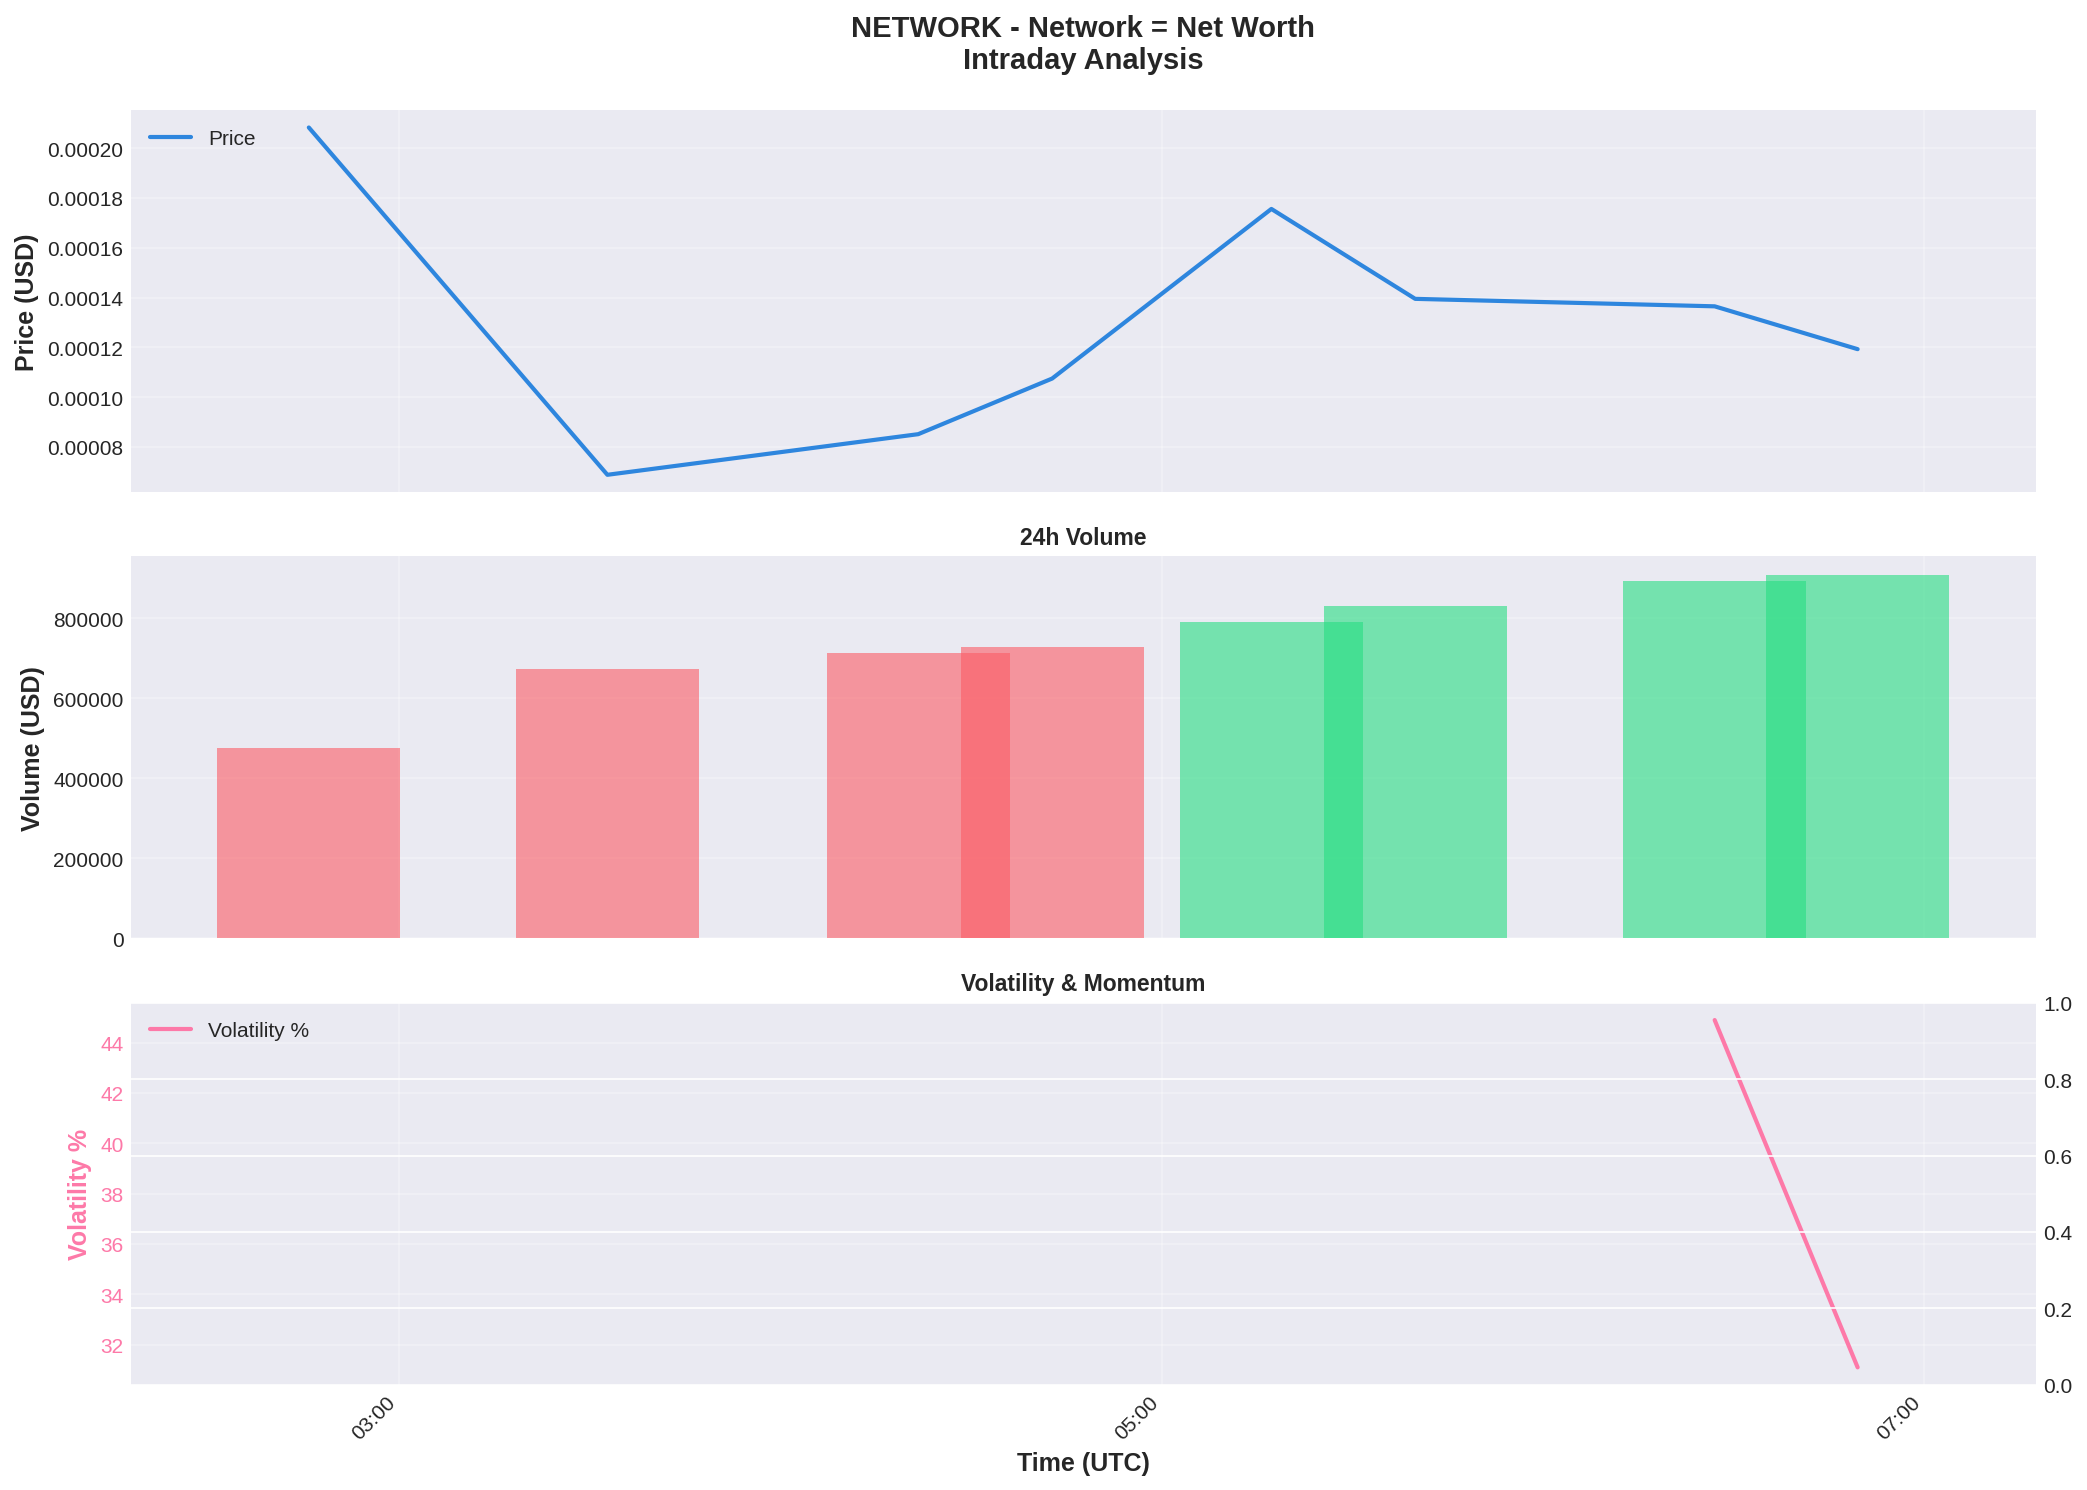 NETWORK - Network = Net Worth
Intraday Analysis
Price
Price (USD)
0.00020
0.00018
0.00016
0.00014
0.00012
0.00010
0.00008
24h Volume
Volume (USD)
800000
600000
400000
200000
0
Volatility & Momentum
Volatility %
Volatility %
44
42
40
38
36
34
32
1.0
0.8
0.6
0.4
0.2
0.0
03:00
05:00
07:00
Time (UTC)